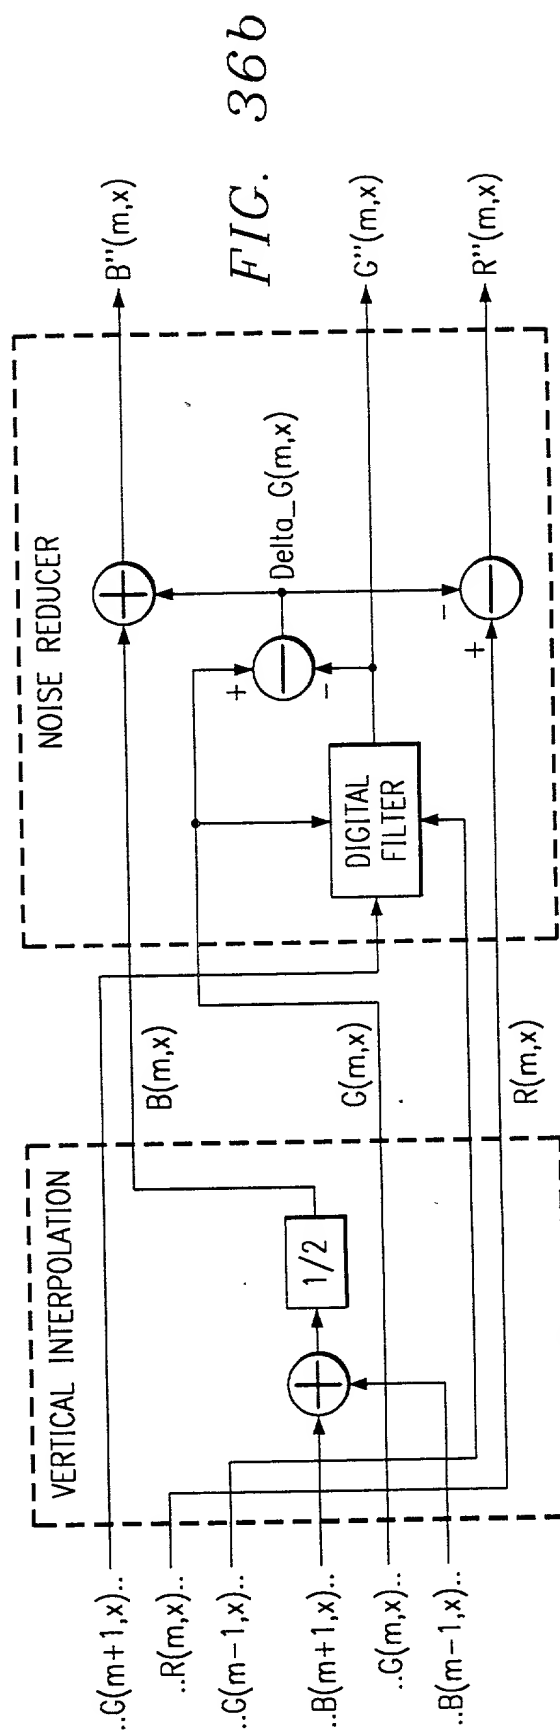 VERTICAL INTERPOLATION
NOISE REDUCER
..G(m+1,x)..
..R(m,x)..
..G(m-1,x)..
..B(m+1,x)..
..G(m,x)..
..B(m-1,x)..
1/2
B(m,x)
G(m,x)
R(m,x)
DIGITAL
FILTER
+
-
Delta_G(m,x)
-
+
B''(m,x)
G''(m,x)
R''(m,x)
FIG. 36b